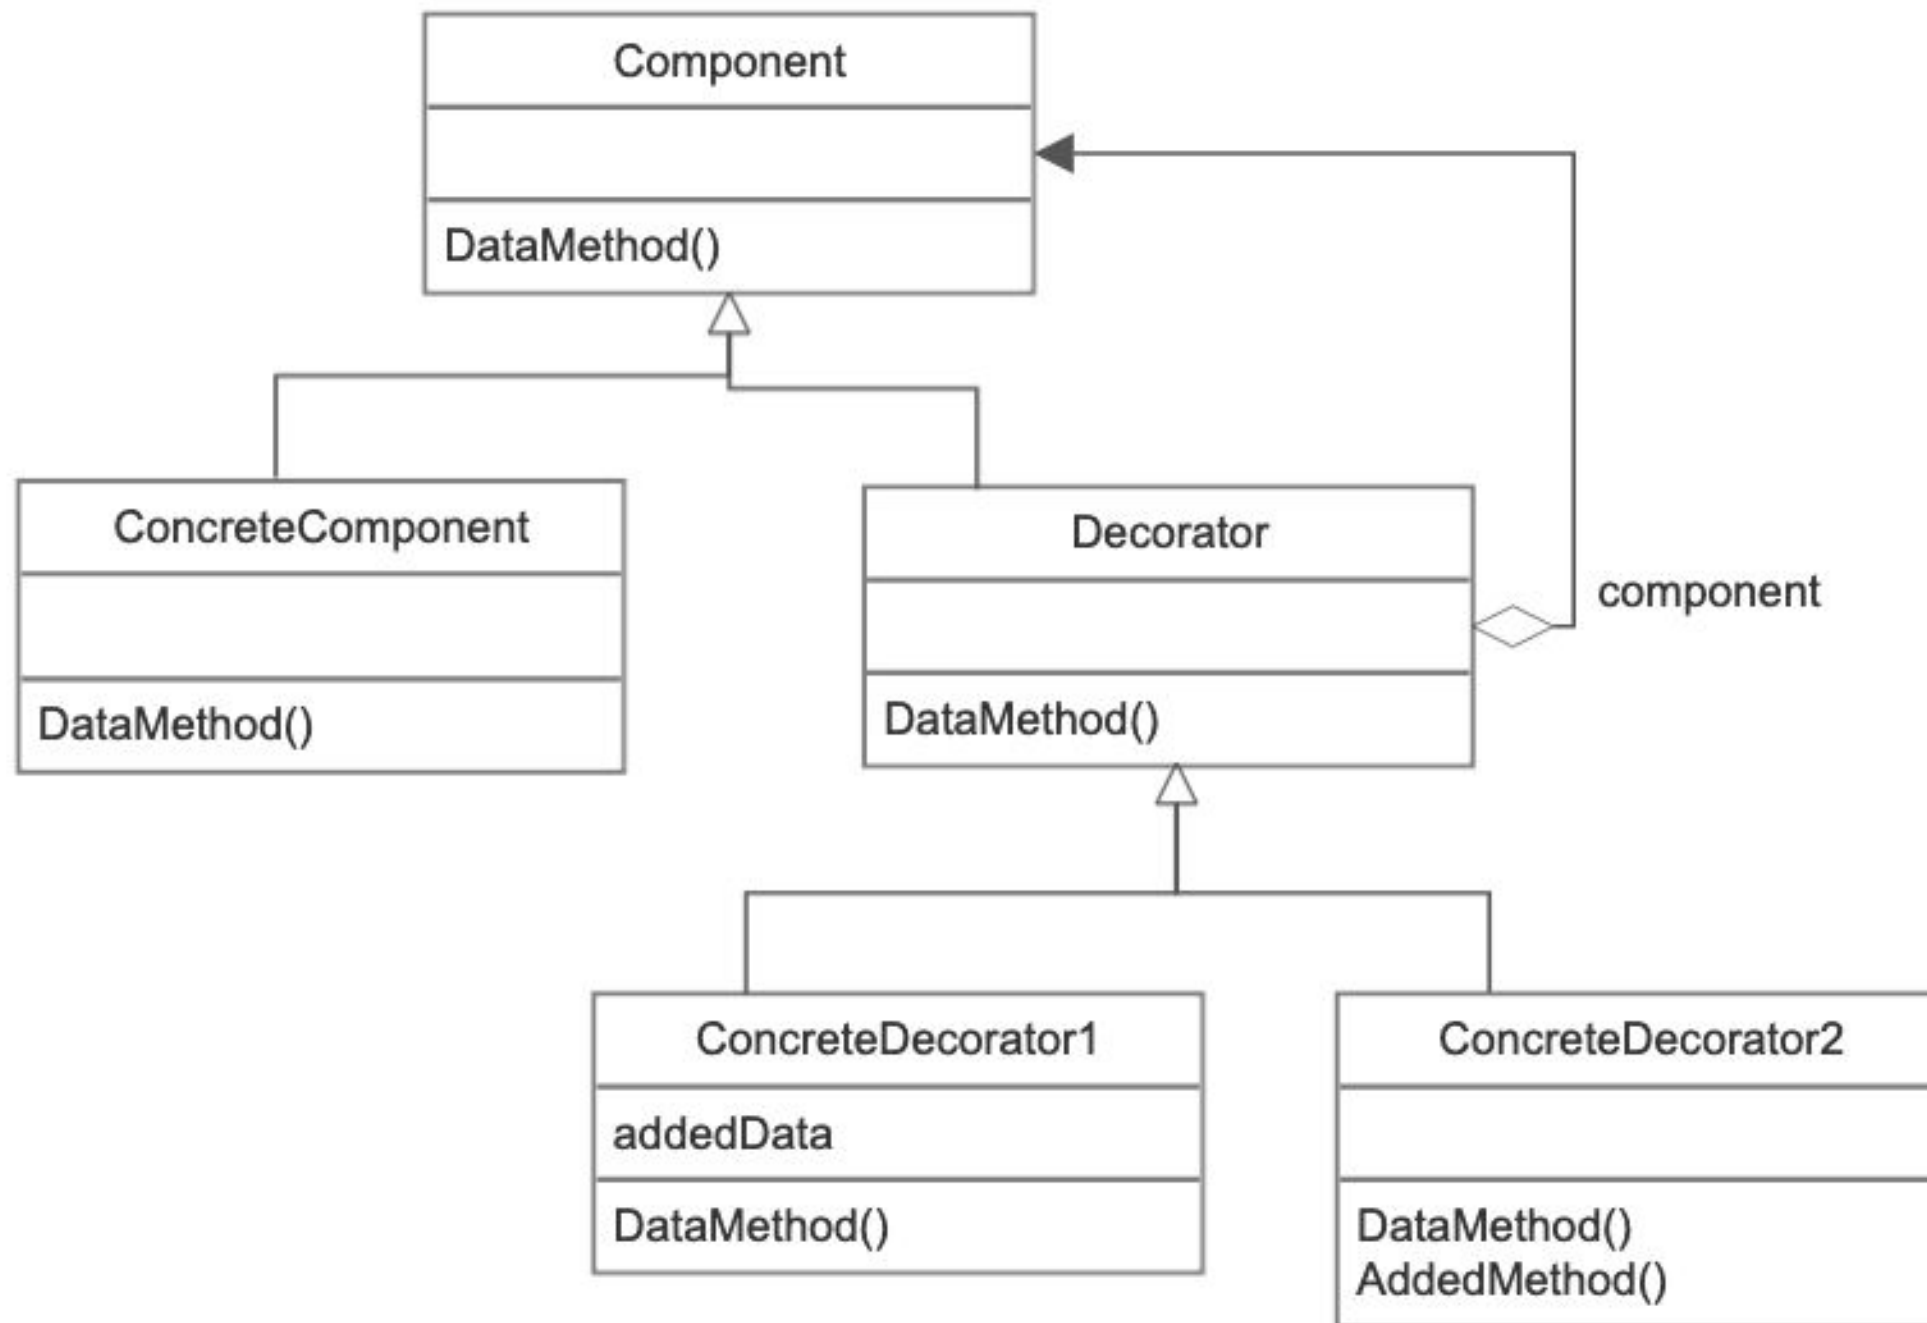 Component
DataMethod()
ConcreteComponent
DataMethod()
Decorator
DataMethod()
component
ConcreteDecorator1
addedData
DataMethod()
ConcreteDecorator2
DataMethod()
AddedMethod()